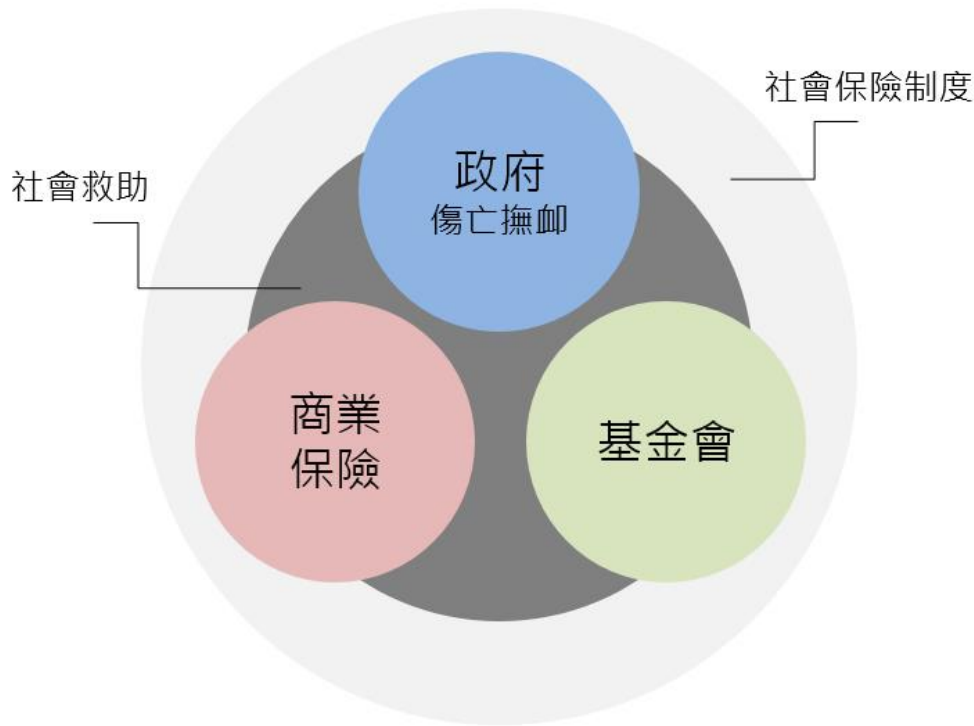 社會保險制度
社會救助
政府
傷亡撫卹
商業
保險
基金會